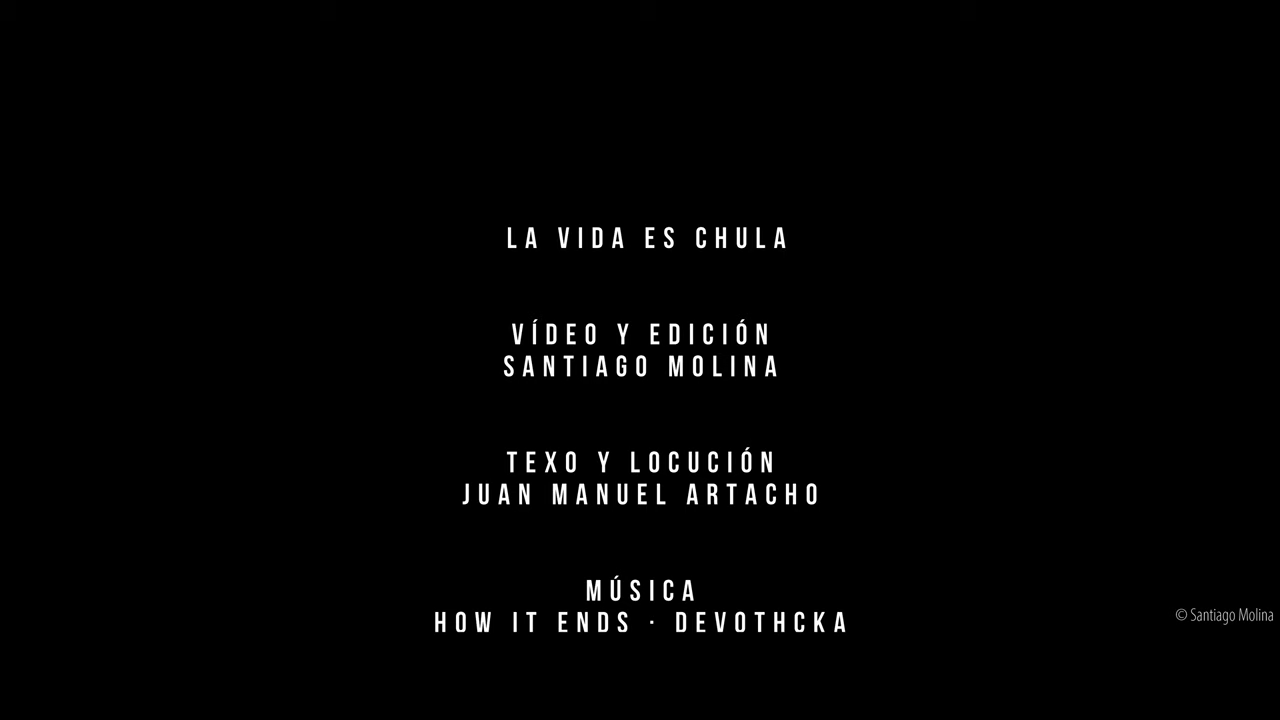 LA VIDA ES CHULA
VÍDEO Y EDICIÓN
SANTIAGO MOLINA
TEXO Y LOCUCIÓN
JUAN MANUEL ARTACHO
MÚSICA
HOW IT ENDS · DEVOTHCKA
© Santiago Molina